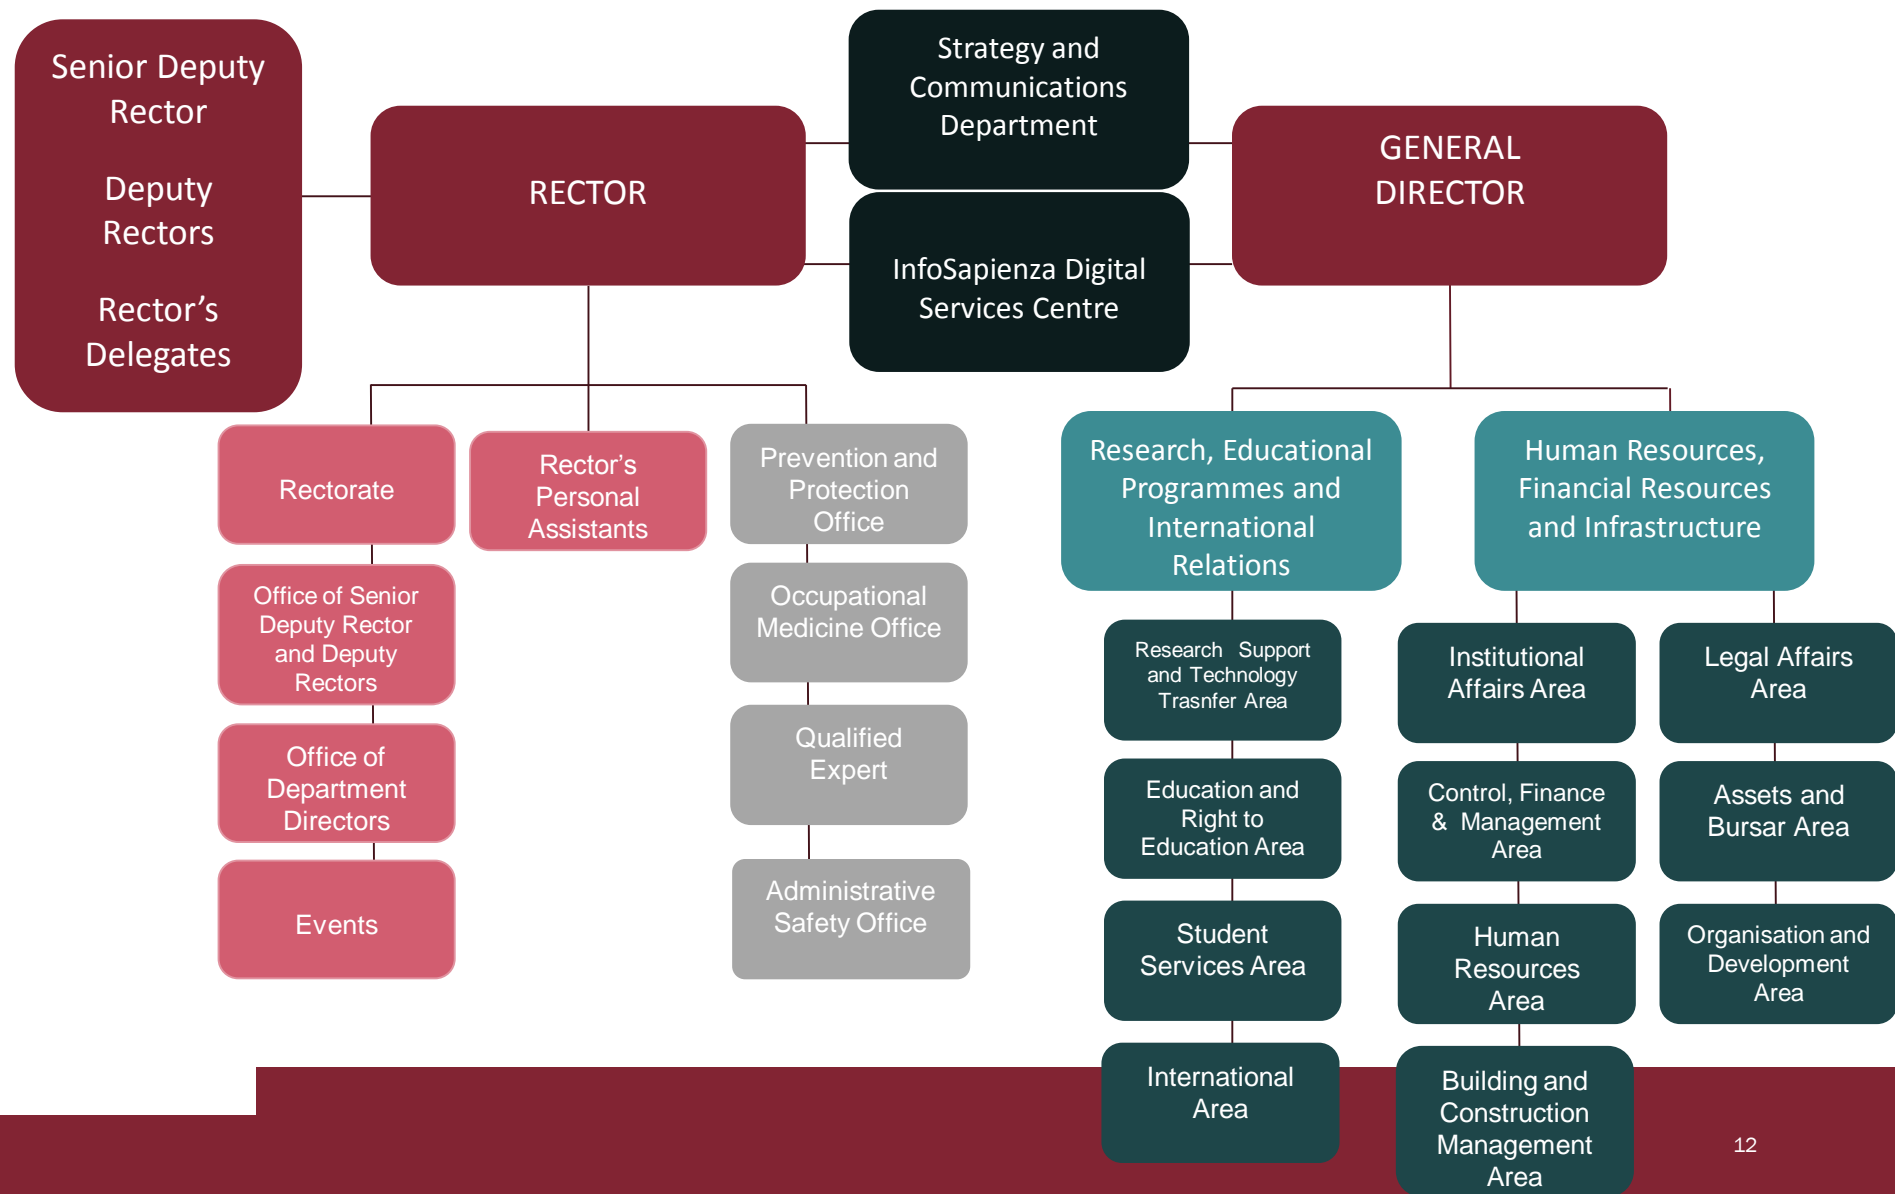 Senior Deputy
Rector
Deputy
Rectors
Rector’s
Delegates
RECTOR
Strategy and
Communications
Department
InfoSapienza Digital
Services Centre
GENERAL
DIRECTOR
Rectorate
Office of Senior
Deputy Rector
and Deputy
Rectors
Office of
Department
Directors
Events
Rector’s
Personal
Assistants
Prevention and
Protection
Office
Occupational
Medicine Office
Qualified
Expert
Administrative
Safety Office
Research, Educational
Programmes and
International
Relations
Research Support
and Technology
Trasnfer Area
Education and
Right to
Education Area
Student
Services Area
International
Area
Human Resources,
Financial Resources
and Infrastructure
Institutional
Affairs Area
Control, Finance
& Management
Area
Human
Resources
Area
Building and
Construction
Management
Area
Legal Affairs
Area
Assets and
Bursar Area
Organisation and
Development
Area
12